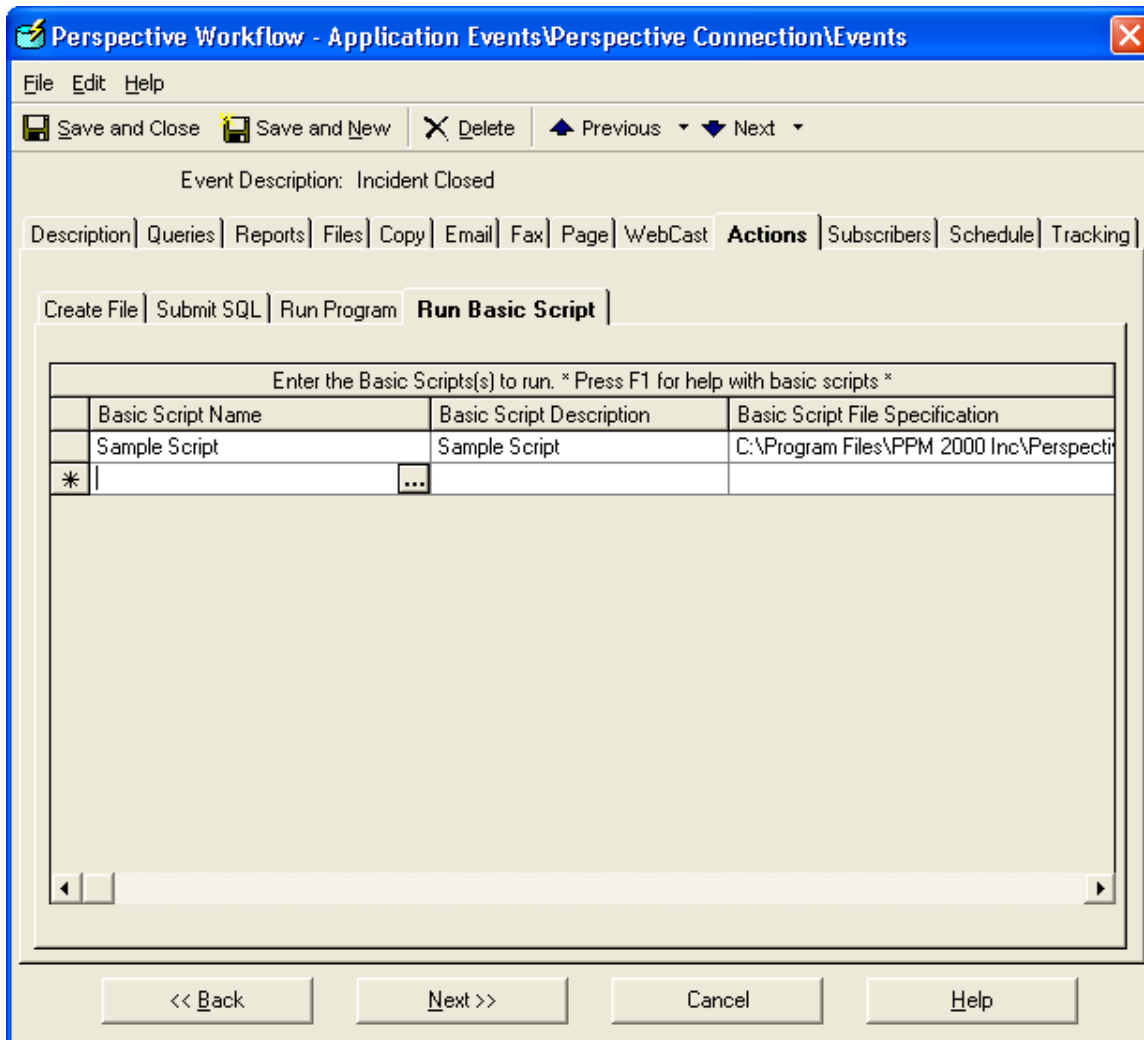 Perspective Workflow - Application Events\Perspective Connection\Events
File Edit Help
Save and Close Save and New Delete Previous Next
Event Description: Incident Closed
Description Queries Reports Files Copy Email Fax Page WebCast Actions Subscribers Schedule Tracking
Create File Submit SQL Run Program Run Basic Script
Enter the Basic Scripts(s) to run. * Press F1 for help with basic scripts *
Basic Script Name Basic Script Description Basic Script File Specification
Sample Script Sample Script C:\Program Files\PPM 2000 Inc\Perspectiv
...
<< Back Next >> Cancel Help